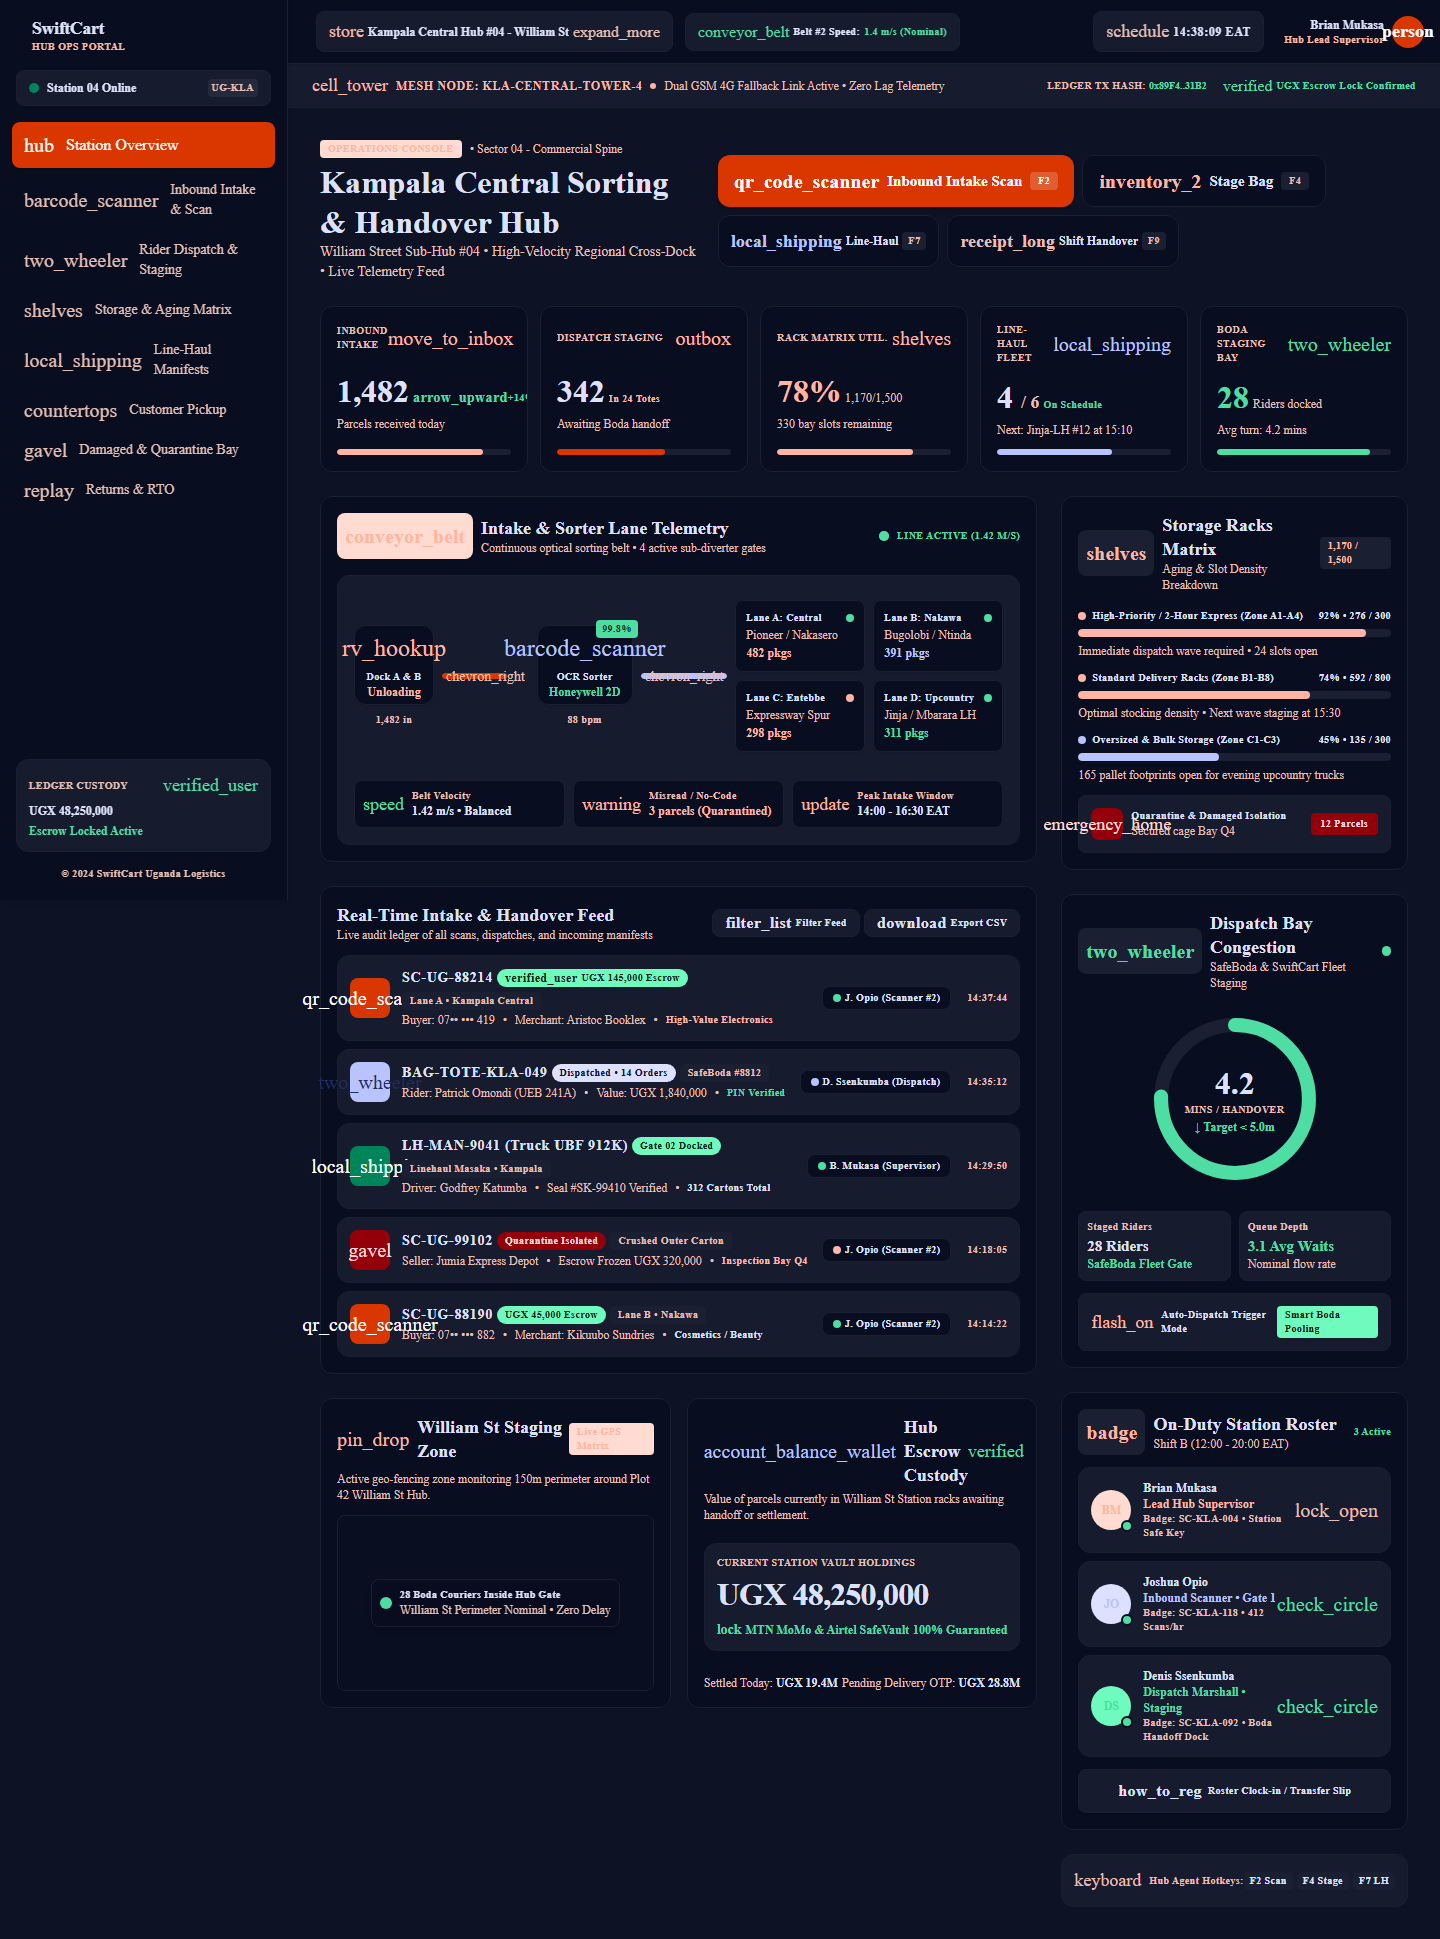 SwiftCart
HUB OPS PORTAL
Station 04 Online UG-KLA
hub Station Overview
barcode_scanner Inbound Intake & Scan
two_wheeler Rider Dispatch & Staging
shelves Storage & Aging Matrix
local_shipping Line-Haul Manifests
countertops Customer Pickup
gavel Damaged & Quarantine Bay
replay Returns & RTO
LEDGER CUSTODY verified_user
UGX 48,250,000
Escrow Locked Active
© 2024 SwiftCart Uganda Logistics
store Kampala Central Hub #04 - William St expand_more
conveyor_belt Belt #2 Speed: 1.4 m/s (Nominal)
schedule 14:38:09 EAT
Brian Mukasa
Hub Lead Supervisor
person
cell_tower MESH NODE: KLA-CENTRAL-TOWER-4 • Dual GSM 4G Fallback Link Active • Zero Lag Telemetry
LEDGER TX HASH: 0x89F4..31B2 verified UGX Escrow Lock Confirmed
OPERATIONS CONSOLE • Sector 04 - Commercial Spine
Kampala Central Sorting
& Handover Hub
William Street Sub-Hub #04 • High-Velocity Regional Cross-Dock
• Live Telemetry Feed
qr_code_scanner Inbound Intake Scan F2
inventory_2 Stage Bag F4
local_shipping Line-Haul F7
receipt_long Shift Handover F9
INBOUND INTAKE move_to_inbox
1,482 arrow_upward+14%
Parcels received today
DISPATCH STAGING outbox
342 In 24 Totes
Awaiting Boda handoff
RACK MATRIX UTIL. shelves
78% 1,170/1,500
330 bay slots remaining
LINE-HAUL FLEET local_shipping
4 / 6 On Schedule
Next: Jinja-LH #12 at 15:10
BODA STAGING BAY two_wheeler
28 Riders docked
Avg turn: 4.2 mins
conveyor_belt Intake & Sorter Lane Telemetry
Continuous optical sorting belt • 4 active sub-diverter gates
LINE ACTIVE (1.42 M/S)
rv_hookup
Dock A & B
Unloading
1,482 in
chevron_right
99.8%
barcode_scanner
OCR Sorter
Honeywell 2D
88 bpm
chevron_right
Lane A: Central
Pioneer / Nakasero
482 pkgs
Lane B: Nakawa
Bugolobi / Ntinda
391 pkgs
Lane C: Entebbe
Expressway Spur
298 pkgs
Lane D: Upcountry
Jinja / Mbarara LH
311 pkgs
speed Belt Velocity
1.42 m/s • Balanced
warning Misread / No-Code
3 parcels (Quarantined)
update Peak Intake Window
14:00 - 16:30 EAT
shelves Storage Racks Matrix
Aging & Slot Density Breakdown
1,170 / 1,500
High-Priority / 2-Hour Express (Zone A1-A4) 92% • 276 / 300
Immediate dispatch wave required • 24 slots open
Standard Delivery Racks (Zone B1-B8) 74% • 592 / 800
Optimal stocking density • Next wave staging at 15:30
Oversized & Bulk Storage (Zone C1-C3) 45% • 135 / 300
165 pallet footprints open for evening upcountry trucks
emergency_home Quarantine & Damaged Isolation
Secured cage Bay Q4
12 Parcels
Real-Time Intake & Handover Feed
Live audit ledger of all scans, dispatches, and incoming manifests
filter_list Filter Feed
download Export CSV
qr_code_sca
SC-UG-88214 verified_user UGX 145,000 Escrow
Lane A • Kampala Central
Buyer: 07•• ••• 419 • Merchant: Aristoc Booklex • High-Value Electronics
J. Opio (Scanner #2) 14:37:44
two_wheeler
BAG-TOTE-KLA-049 Dispatched • 14 Orders SafeBoda #8812
Rider: Patrick Omondi (UEB 241A) • Value: UGX 1,840,000 • PIN Verified
D. Ssenkumba (Dispatch) 14:35:12
local_shipp
LH-MAN-9041 (Truck UBF 912K) Gate 02 Docked
Linehaul Masaka • Kampala
Driver: Godfrey Katumba • Seal #SK-99410 Verified • 312 Cartons Total
B. Mukasa (Supervisor) 14:29:50
gavel
SC-UG-99102 Quarantine Isolated Crushed Outer Carton
Seller: Jumia Express Depot • Escrow Frozen UGX 320,000 • Inspection Bay Q4
J. Opio (Scanner #2) 14:18:05
qr_code_scanner
SC-UG-88190 UGX 45,000 Escrow Lane B • Nakawa
Buyer: 07•• ••• 882 • Merchant: Kikuubo Sundries • Cosmetics / Beauty
J. Opio (Scanner #2) 14:14:22
two_wheeler Dispatch Bay Congestion
SafeBoda & SwiftCart Fleet Staging
4.2
MINS / HANDOVER
↓ Target < 5.0m
Staged Riders
28 Riders
SafeBoda Fleet Gate
Queue Depth
3.1 Avg Waits
Nominal flow rate
flash_on Auto-Dispatch Trigger Mode
Smart Boda Pooling
pin_drop William St Staging Zone
Live GPS Matrix
Active geo-fencing zone monitoring 150m perimeter around Plot
42 William St Hub.
28 Boda Couriers Inside Hub Gate
William St Perimeter Nominal • Zero Delay
account_balance_wallet Hub Escrow Custody verified
Value of parcels currently in William St Station racks awaiting
handoff or settlement.
CURRENT STATION VAULT HOLDINGS
UGX 48,250,000
lock MTN MoMo & Airtel SafeVault 100% Guaranteed
Settled Today: UGX 19.4M Pending Delivery OTP: UGX 28.8M
badge On-Duty Station Roster
Shift B (12:00 - 20:00 EAT)
3 Active
BM
Brian Mukasa
Lead Hub Supervisor
Badge: SC-KLA-004 • Station Safe Key
lock_open
JO
Joshua Opio
Inbound Scanner • Gate 1
Badge: SC-KLA-118 • 412 Scans/hr
check_circle
DS
Denis Ssenkumba
Dispatch Marshall • Staging
Badge: SC-KLA-092 • Boda Handoff Dock
check_circle
how_to_reg Roster Clock-in / Transfer Slip
keyboard Hub Agent Hotkeys: F2 Scan F4 Stage F7 LH